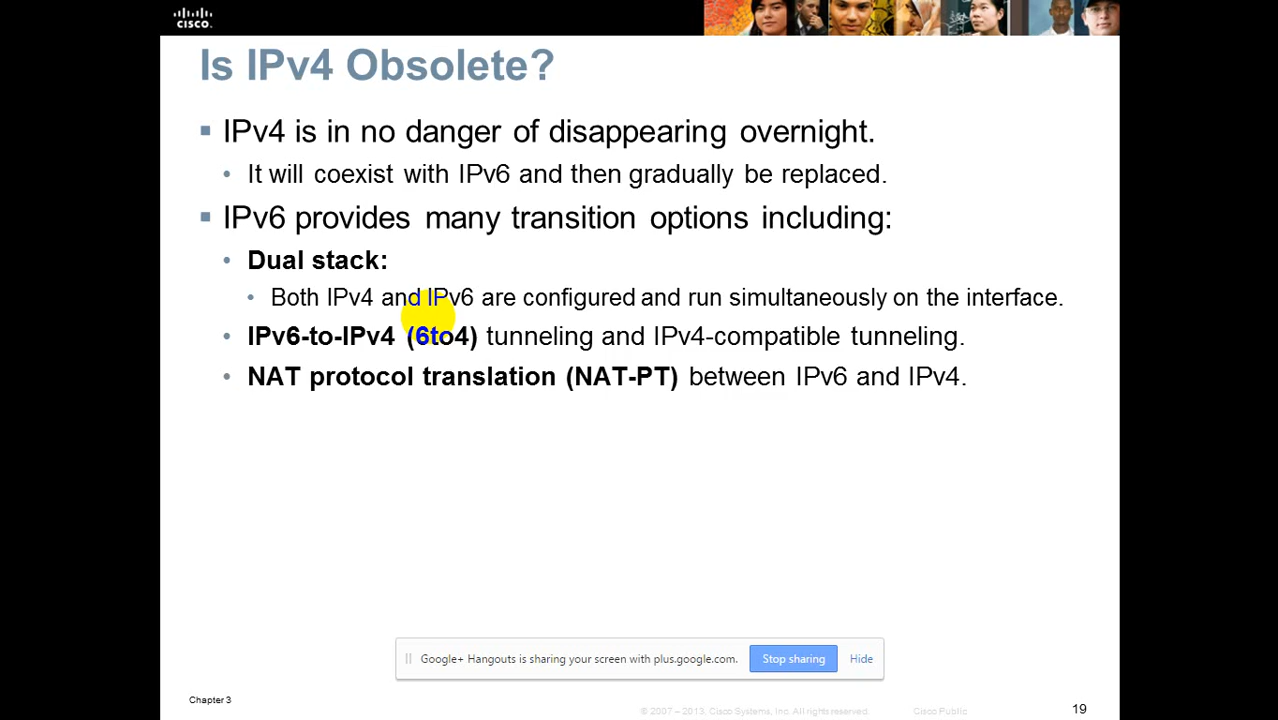 CISCO.
Is IPv4 Obsolete?
IPv4 is in no danger of disappearing overnight.
It will coexist with IPv6 and then gradually be replaced.
IPv6 provides many transition options including:
Dual stack:
Both IPv4 and IPv6 are configured and run simultaneously on the interface.
IPv6-to-IPv4 (6to4) tunneling and IPv4-compatible tunneling.
NAT protocol translation (NAT-PT) between IPv6 and IPv4.
Google+ Hangouts is sharing your screen with plus.google.com. Stop sharing Hide
Chapter 3
© 2007 – 2013, Cisco Systems, Inc. All rights reserved. Cisco Public 19